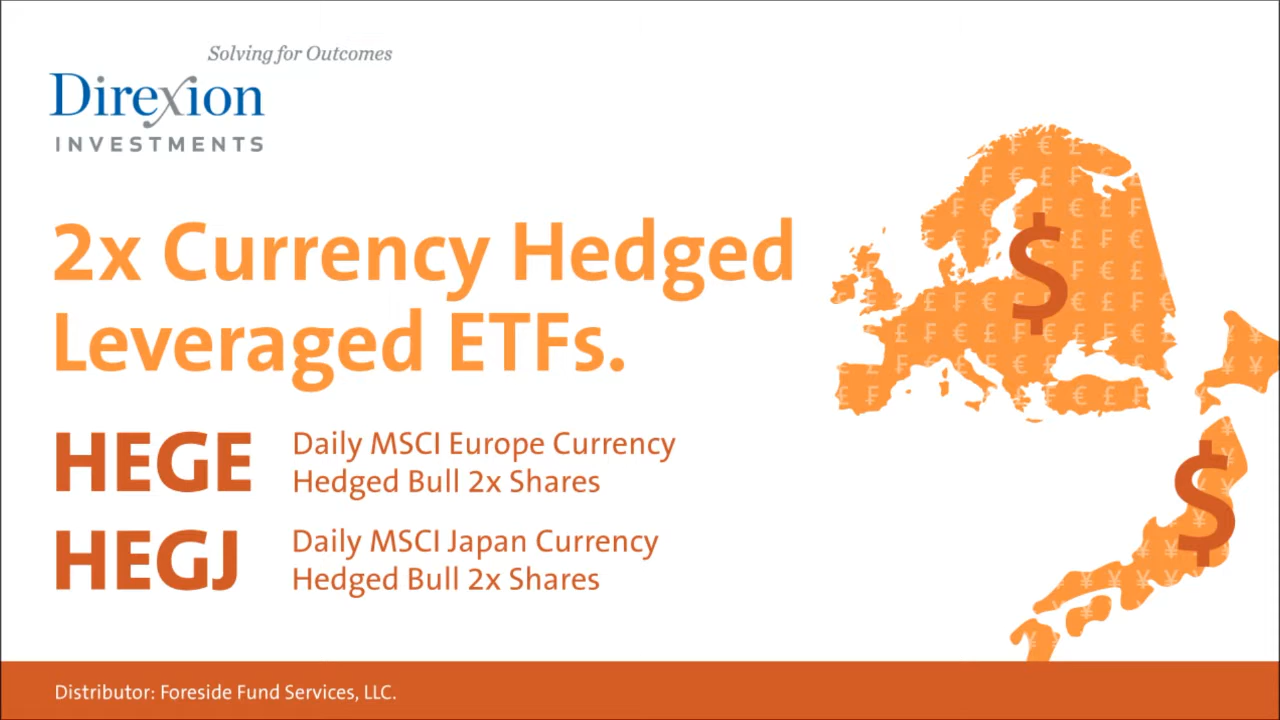 Solving for Outcomes
Direxion
INVESTMENTS
2x Currency Hedged
Leveraged ETFs.
HEGE
Daily MSCI Europe Currency
Hedged Bull 2x Shares
HEGJ
Daily MSCI Japan Currency
Hedged Bull 2x Shares
$
$
Distributor: Foreside Fund Services, LLC.